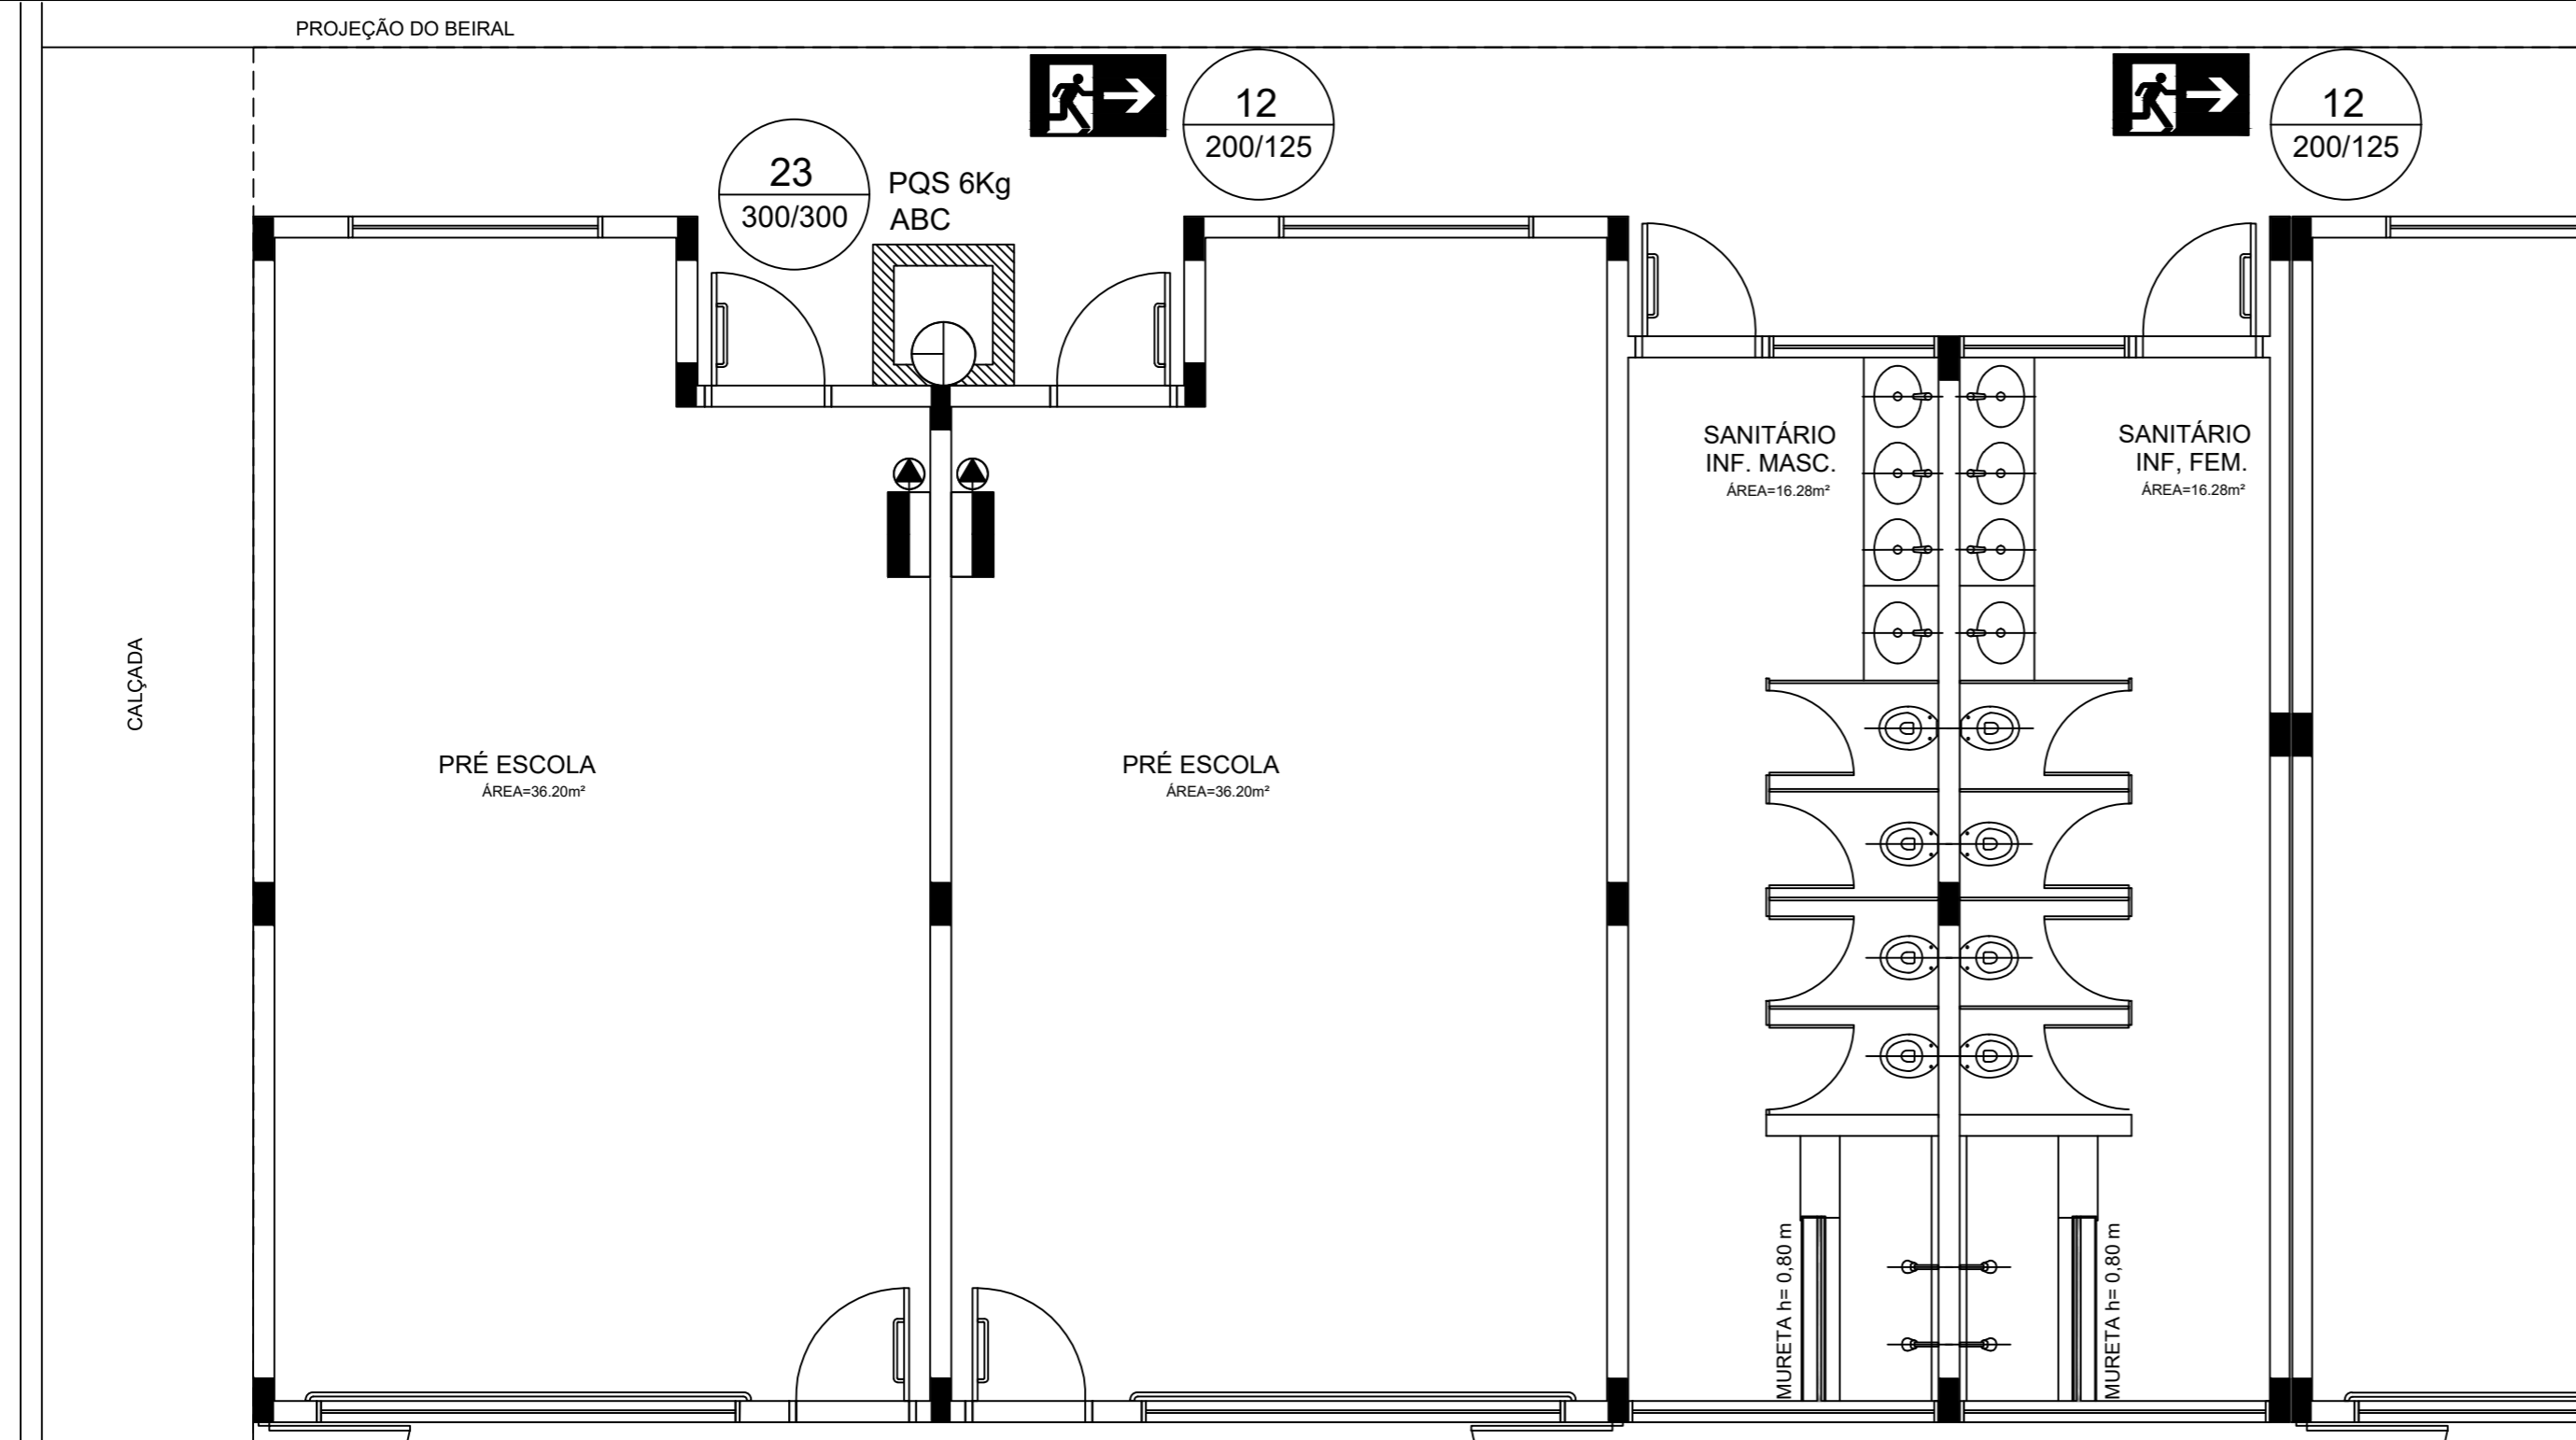 PROJEÇÃO DO BEIRAL
12
200/125
12
200/125
23
300/300
PQS 6Kg
ABC
SANITÁRIO
INF. MASC.
ÁREA=16.28m²
SANITÁRIO
INF, FEM.
ÁREA=16.28m²
CALÇADA
PRÉ ESCOLA
ÁREA=36.20m²
PRÉ ESCOLA
ÁREA=36.20m²
MURETA h= 0,80 m
MURETA h= 0,80 m